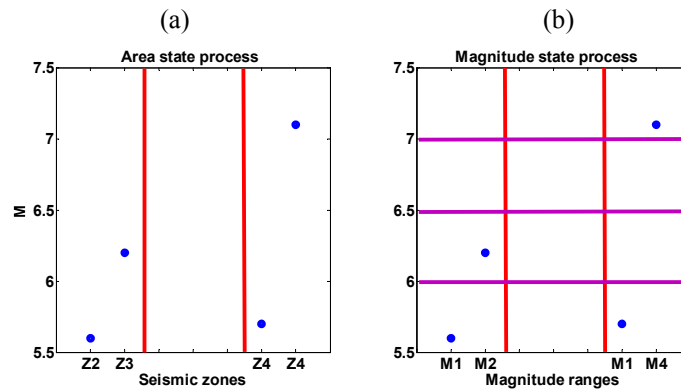 (a)
(b)
Area state process
Magnitude state process
7.5
7
6.5
6
5.5
M
Z2 Z3 Z4 Z4
Seismic zones
7.5
7
6.5
6
5.5
M1 M2 M1 M4
Magnitude ranges